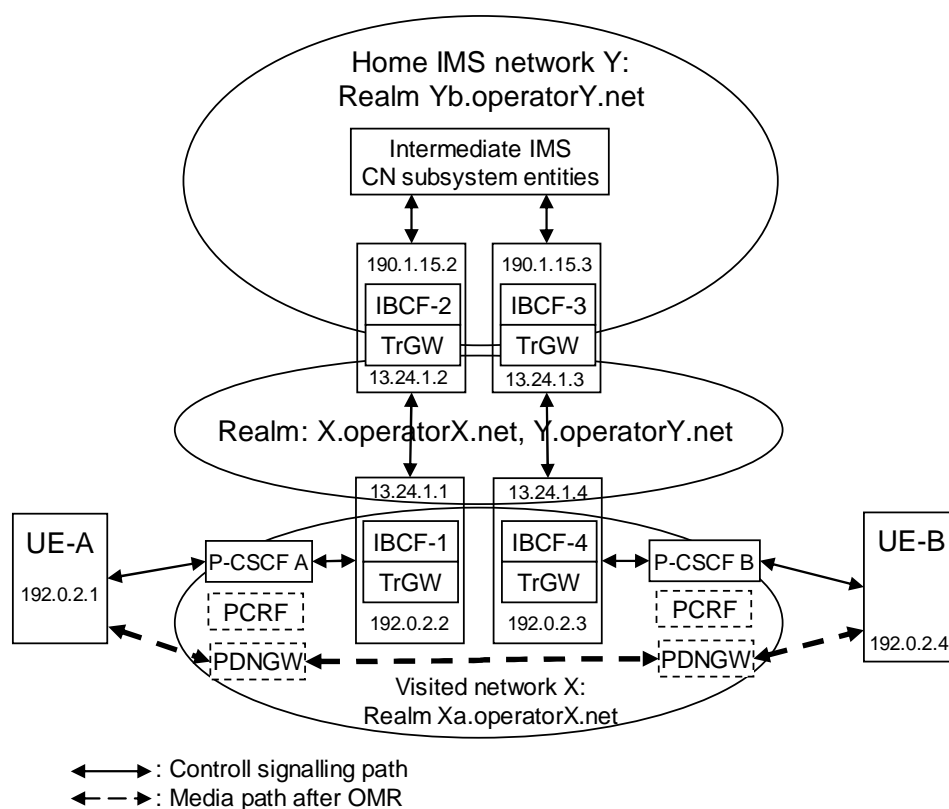 Home IMS network Y:
Realm Yb.operatorY.net
Intermediate IMS
CN subsystem entities
190.1.15.2
190.1.15.3
IBCF-2
IBCF-3
TrGW
TrGW
13.24.1.2
13.24.1.3
Realm: X.operatorX.net, Y.operatorY.net
13.24.1.1
13.24.1.4
UE-A
192.0.2.1
P-CSCF A
IBCF-1
IBCF-4
P-CSCF B
UE-B
192.0.2.4
PCRF
TrGW
TrGW
PCRF
192.0.2.2
192.0.2.3
PDNGW
PDNGW
Visited network X:
Realm Xa.operatorX.net
: Controll signalling path
: Media path after OMR